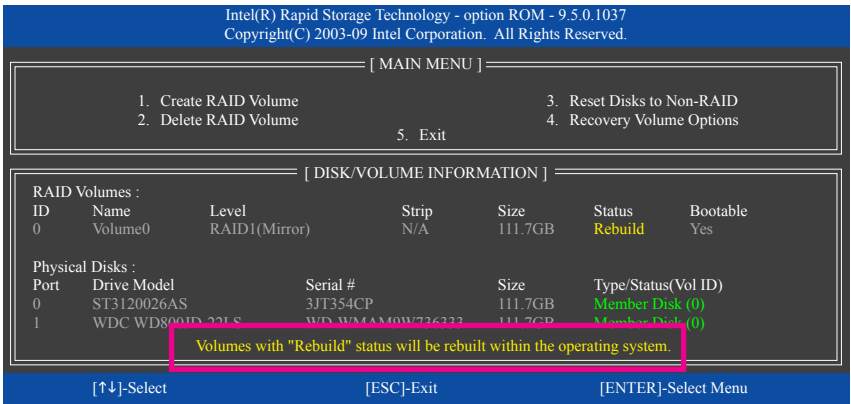 Intel(R) Rapid Storage Technology - option ROM - 9.5.0.1037
Copyright(C) 2003-09 Intel Corporation. All Rights Reserved.
[ MAIN MENU ]
1. Create RAID Volume 3. Reset Disks to Non-RAID
2. Delete RAID Volume 4. Recovery Volume Options
5. Exit
[ DISK/VOLUME INFORMATION ]
RAID Volumes :
ID Name Level Strip Size Status Bootable
0 Volume0 RAID1(Mirror) N/A 111.7GB Rebuild Yes
Physical Disks :
Port Drive Model Serial # Size Type/Status(Vol ID)
0 ST3120026AS 3JT354CP 111.7GB Member Disk (0)
1 WDC 111.7GB Member Disk (0)
Volumes with "Rebuild" status will be rebuilt within the operating system.
[↑↓]-Select [ESC]-Exit [ENTER]-Select Menu